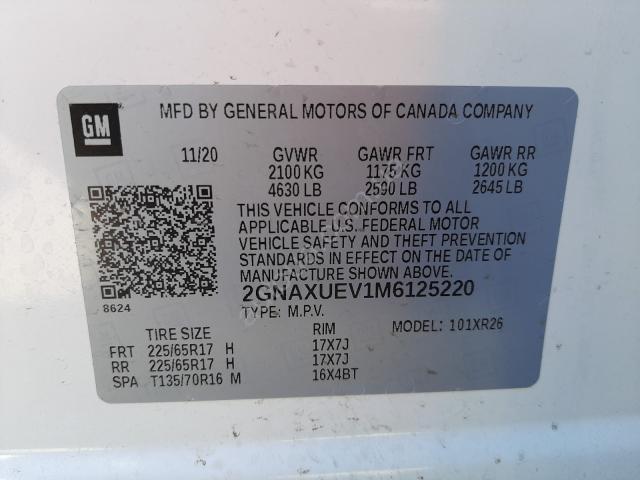 GM
MFD BY GENERAL MOTORS OF CANADA COMPANY
11/20 GVWR GAWR FRT GAWR RR
2100 KG 1175 KG 1200 KG
4630 LB 2590 LB 2645 LB
THIS VEHICLE CONFORMS TO ALL
APPLICABLE U.S. FEDERAL MOTOR
VEHICLE SAFETY AND THEFT PREVENTION
STANDARDS IN EFFECT ON THE DATE OF
MANUFACTURE SHOWN ABOVE.
8624
2GNAXUEV1M6125220
TYPE: M.P.V.
TIRE SIZE RIM MODEL: 101XR26
FRT 225/65R17 H 17X7J
RR 225/65R17 H 17X7J
SPA T135/70R16 M 16X4BT